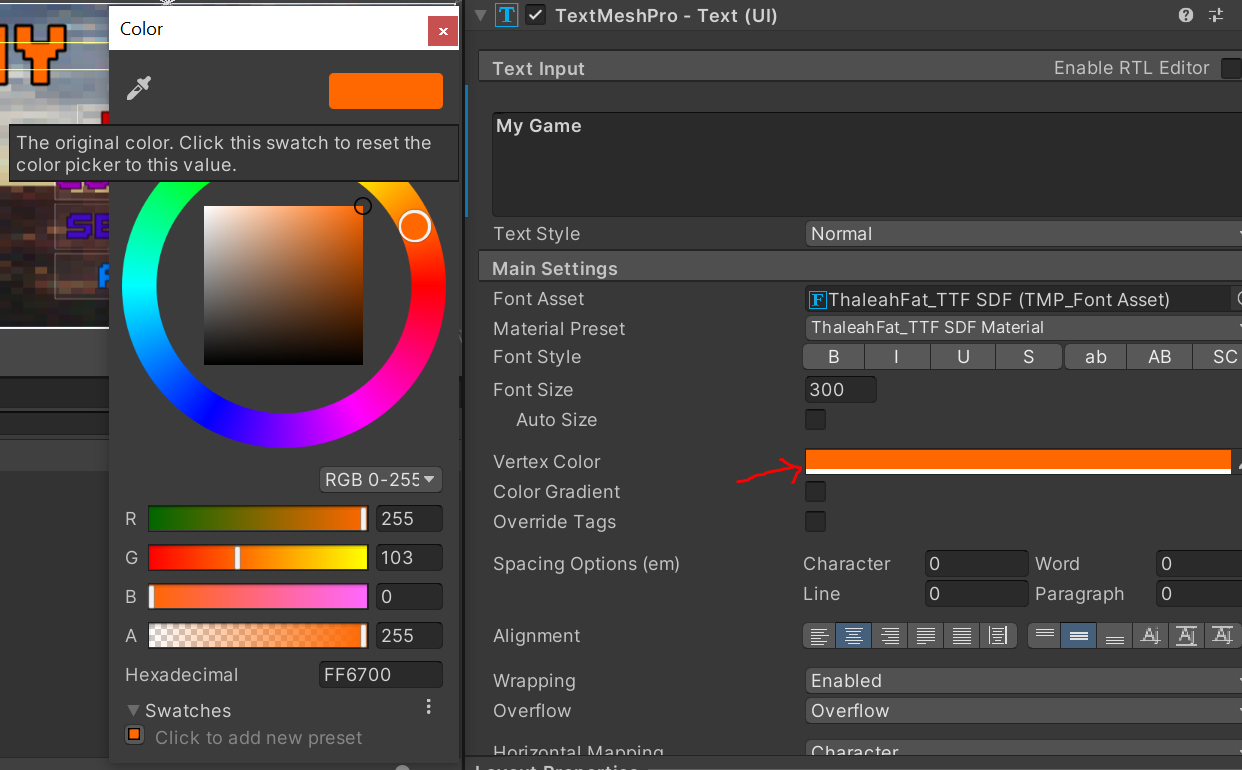 Color
The original color. Click this swatch to reset the
color picker to this value.
RGB 0-255
R 255
G 103
B 0
A 255
Hexadecimal FF6700
Swatches
Click to add new preset
TextMeshPro - Text (UI)
Text Input Enable RTL Editor
My Game
Text Style Normal
Main Settings
Font Asset F ThaleahFat_TTF SDF (TMP_Font Asset)
Material Preset ThaleahFat_TTF SDF Material
Font Style B I U S ab AB SC
Font Size 300
Auto Size
Vertex Color
Color Gradient
Override Tags
Spacing Options (em) Character 0 Word 0
Line 0 Paragraph 0
Alignment
Wrapping Enabled
Overflow Overflow
Horizontal Mapping Character
Layout Properties